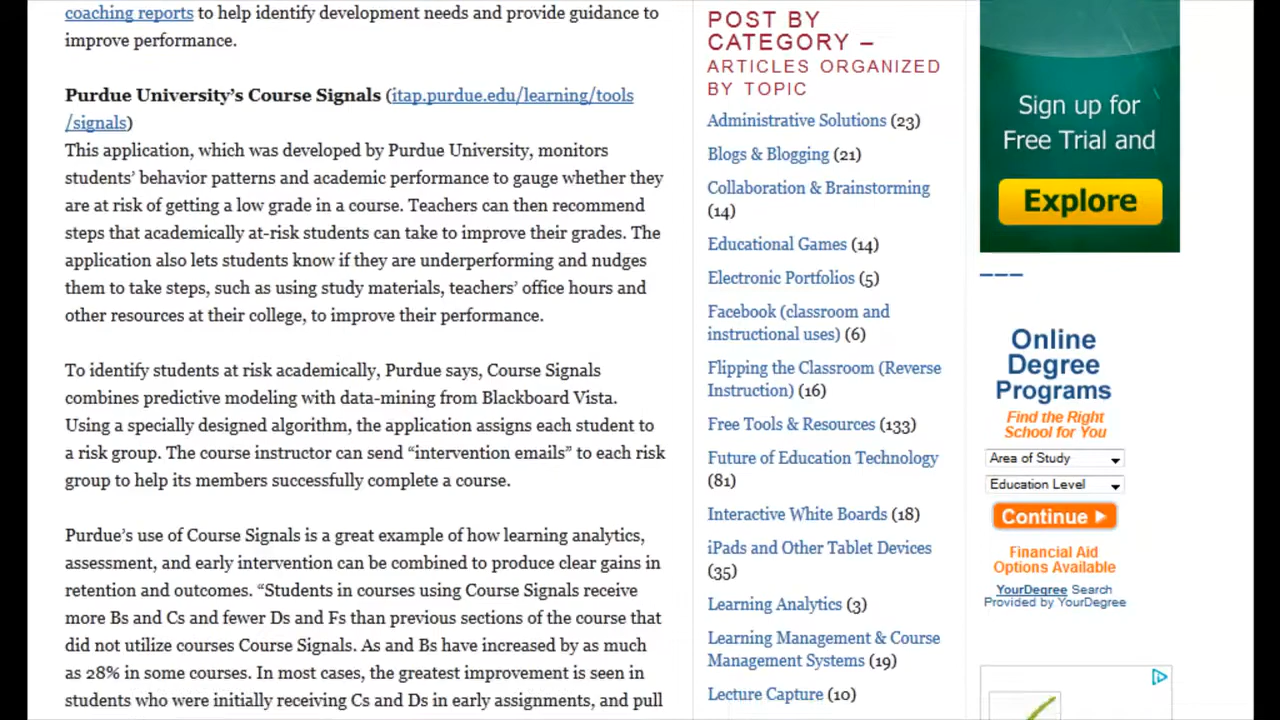 coaching reports to help identify development needs and provide guidance to
improve performance.
Purdue University's Course Signals (itap.purdue.edu/learning/tools
/signals)
This application, which was developed by Purdue University, monitors
students' behavior patterns and academic performance to gauge whether they
are at risk of getting a low grade in a course. Teachers can then recommend
steps that academically at-risk students can take to improve their grades. The
application also lets students know if they are underperforming and nudges
them to take steps, such as using study materials, teachers' office hours and
other resources at their college, to improve their performance.
To identify students at risk academically, Purdue says, Course Signals
combines predictive modeling with data-mining from Blackboard Vista.
Using a specially designed algorithm, the application assigns each student to
a risk group. The course instructor can send “intervention emails” to each risk
group to help its members successfully complete a course.
Purdue's use of Course Signals is a great example of how learning analytics,
assessment, and early intervention can be combined to produce clear gains in
retention and outcomes. “Students in courses using Course Signals receive
more Bs and Cs and fewer Ds and Fs than previous sections of the course that
did not utilize courses Course Signals. As and Bs have increased by as much
as 28% in some courses. In most cases, the greatest improvement is seen in
students who were initially receiving Cs and Ds in early assignments, and pull
POST BY
CATEGORY –
ARTICLES ORGANIZED
BY TOPIC
Administrative Solutions (23)
Blogs & Blogging (21)
Collaboration & Brainstorming
(14)
Educational Games (14)
Electronic Portfolios (5)
Facebook (classroom and
instructional uses) (6)
Flipping the Classroom (Reverse
Instruction) (16)
Free Tools & Resources (133)
Future of Education Technology
(81)
Interactive White Boards (18)
iPads and Other Tablet Devices
(35)
Learning Analytics (3)
Learning Management & Course
Management Systems (19)
Lecture Capture (10)
Sign up for
Free Trial and
Explore
Online
Degree
Programs
Find the Right
School for You
Area of Study
Education Level
Continue
Financial Aid
Options Available
YourDegree Search
Provided by YourDegree